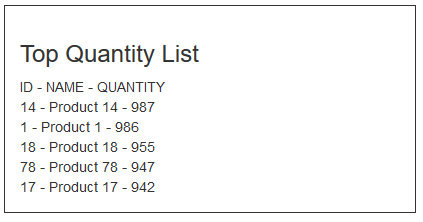 Top Quantity List
ID - NAME - QUANTITY
14 - Product 14 - 987
1 - Product 1 - 986
18 - Product 18 - 955
78 - Product 78 - 947
17 - Product 17 - 942